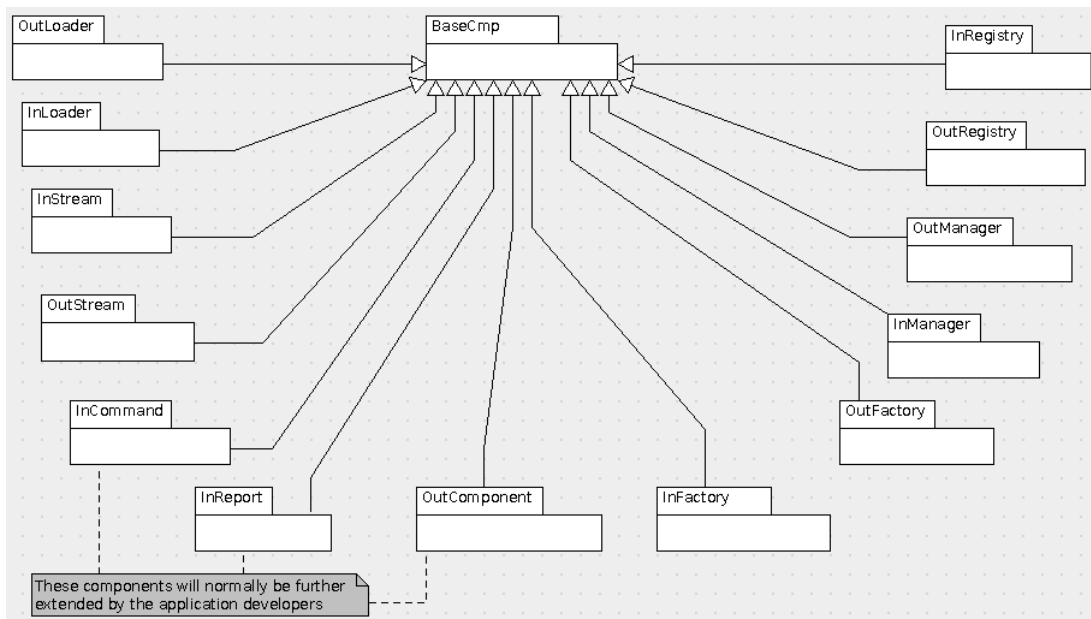 OutLoader
BaseCmp
InRegistry
InLoader
OutRegistry
InStream
OutManager
OutStream
InManager
InCommand
OutFactory
InReport
OutComponent
InFactory
These components will normally be further
extended by the application developers